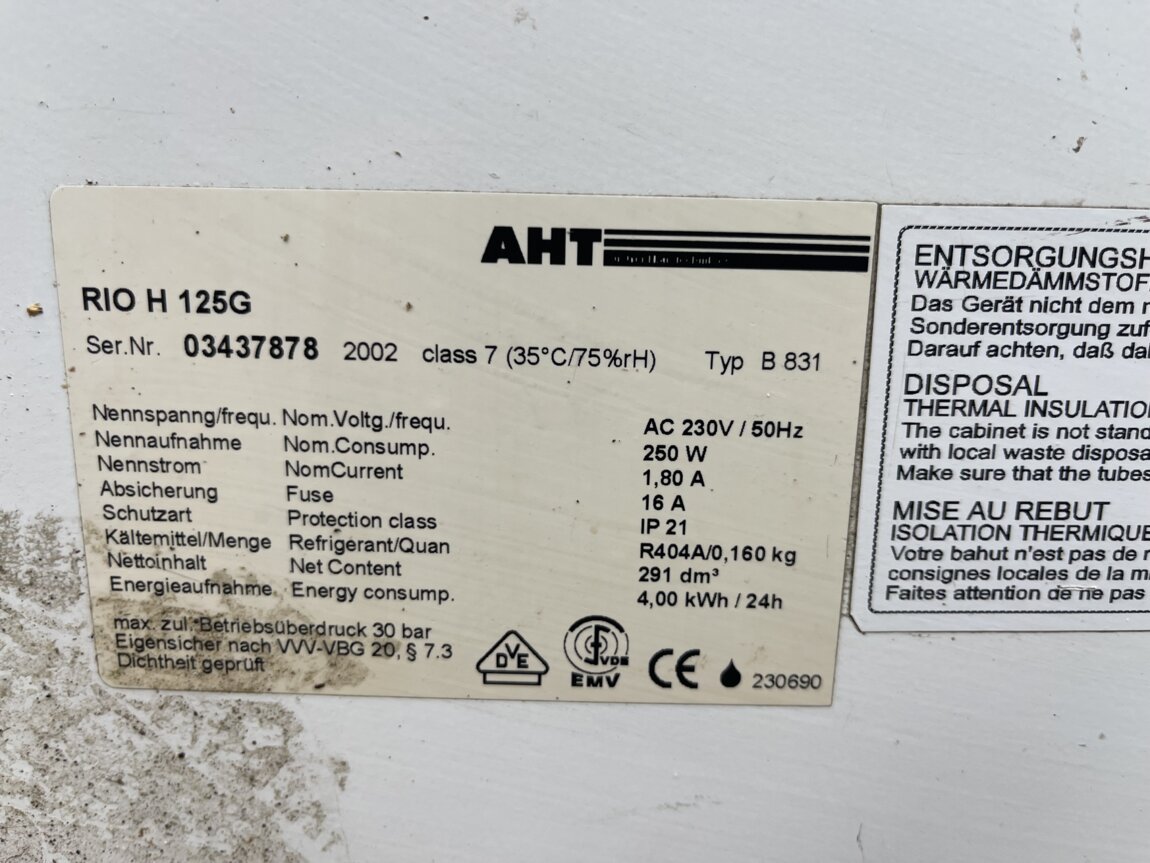 AHT
RIO H 125G
Ser.Nr. 03437878 2002 class 7 (35°C/75%rH) Typ B 831
Nennspanng/frequ. Nom.Voltg./frequ. AC 230V / 50Hz
Nennaufnahme Nom.Consump. 250 W
Nennstrom NomCurrent 1,80 A
Absicherung Fuse 16 A
Schutzart Protection class IP 21
Kältemittel/Menge Refrigerant/Quan R404A/0,160 kg
Nettoinhalt Net Content 291 dm³
Energieaufnahme. Energy consump. 4,00 kWh / 24h
max. zul. Betriebsüberdruck 30 bar
Eigensicher nach VVV-VBG 20, § 7.3
Dichtheit geprüft
DVE
VDE
EMV
CE
230690
ENTSORGUNGSH
WÄRMEDÄMMSTOFF
Das Gerät nicht dem
Sonderentsorgung zuf
Darauf achten, daß da
DISPOSAL
THERMAL INSULATIO
The cabinet is not stand
with local waste disposa
Make sure that the tubes
MISE AU REBUT
ISOLATION THERMIQUE
Votre bahut n'est pas de
consignes locales de la m
Faites attention de ne pas